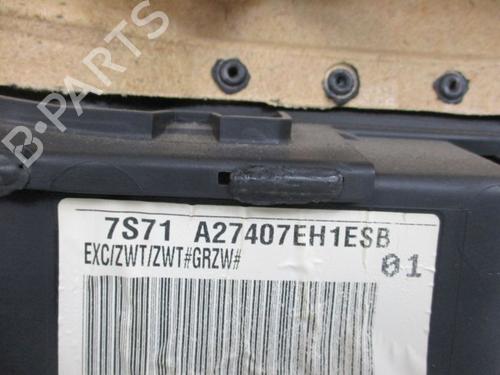 B-PARTS
7S71 A27407EH1ESB
EXC/ZWT/ZWT#GRZW#
01